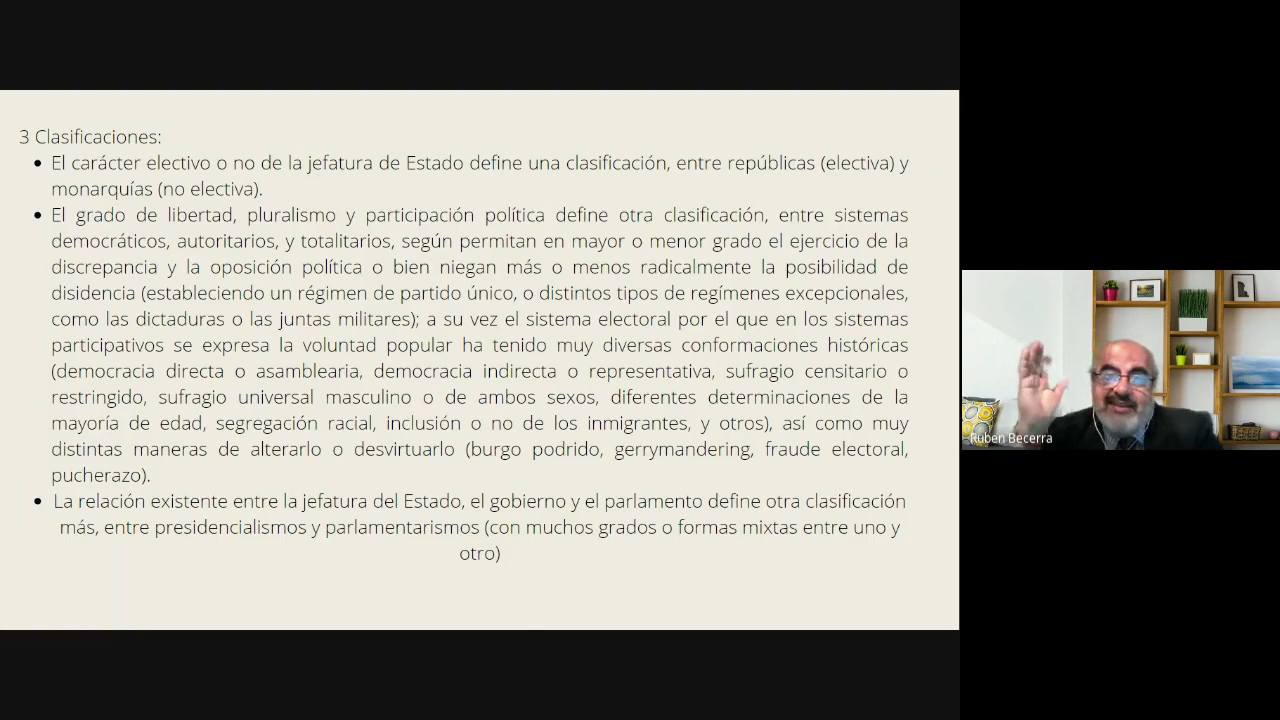 3 Clasificaciones:
El carácter electivo o no de la jefatura de Estado define una clasificación, entre repúblicas (electiva) y
monarquías (no electiva).
El grado de libertad, pluralismo y participación política define otra clasificación, entre sistemas
democráticos, autoritarios, y totalitarios, según permitan en mayor o menor grado el ejercicio de la
discrepancia y la oposición política o bien niegan más o menos radicalmente la posibilidad de
disidencia (estableciendo un régimen de partido único, o distintos tipos de regímenes excepcionales,
como las dictaduras o las juntas militares); a su vez el sistema electoral por el que en los sistemas
participativos se expresa la voluntad popular ha tenido muy diversas conformaciones históricas
(democracia directa o asamblearia, democracia indirecta o representativa, sufragio censitario o
restringido, sufragio universal masculino o de ambos sexos, diferentes determinaciones de la
mayoría de edad, segregación racial, inclusión o no de los inmigrantes, y otros), así como muy
distintas maneras de alterarlo o desvirtuarlo (burgo podrido, gerrymandering, fraude electoral,
pucherazo).
La relación existente entre la jefatura del Estado, el gobierno y el parlamento define otra clasificación
más, entre presidencialismos y parlamentarismos (con muchos grados o formas mixtas entre uno y
otro)
Ruben Becerra